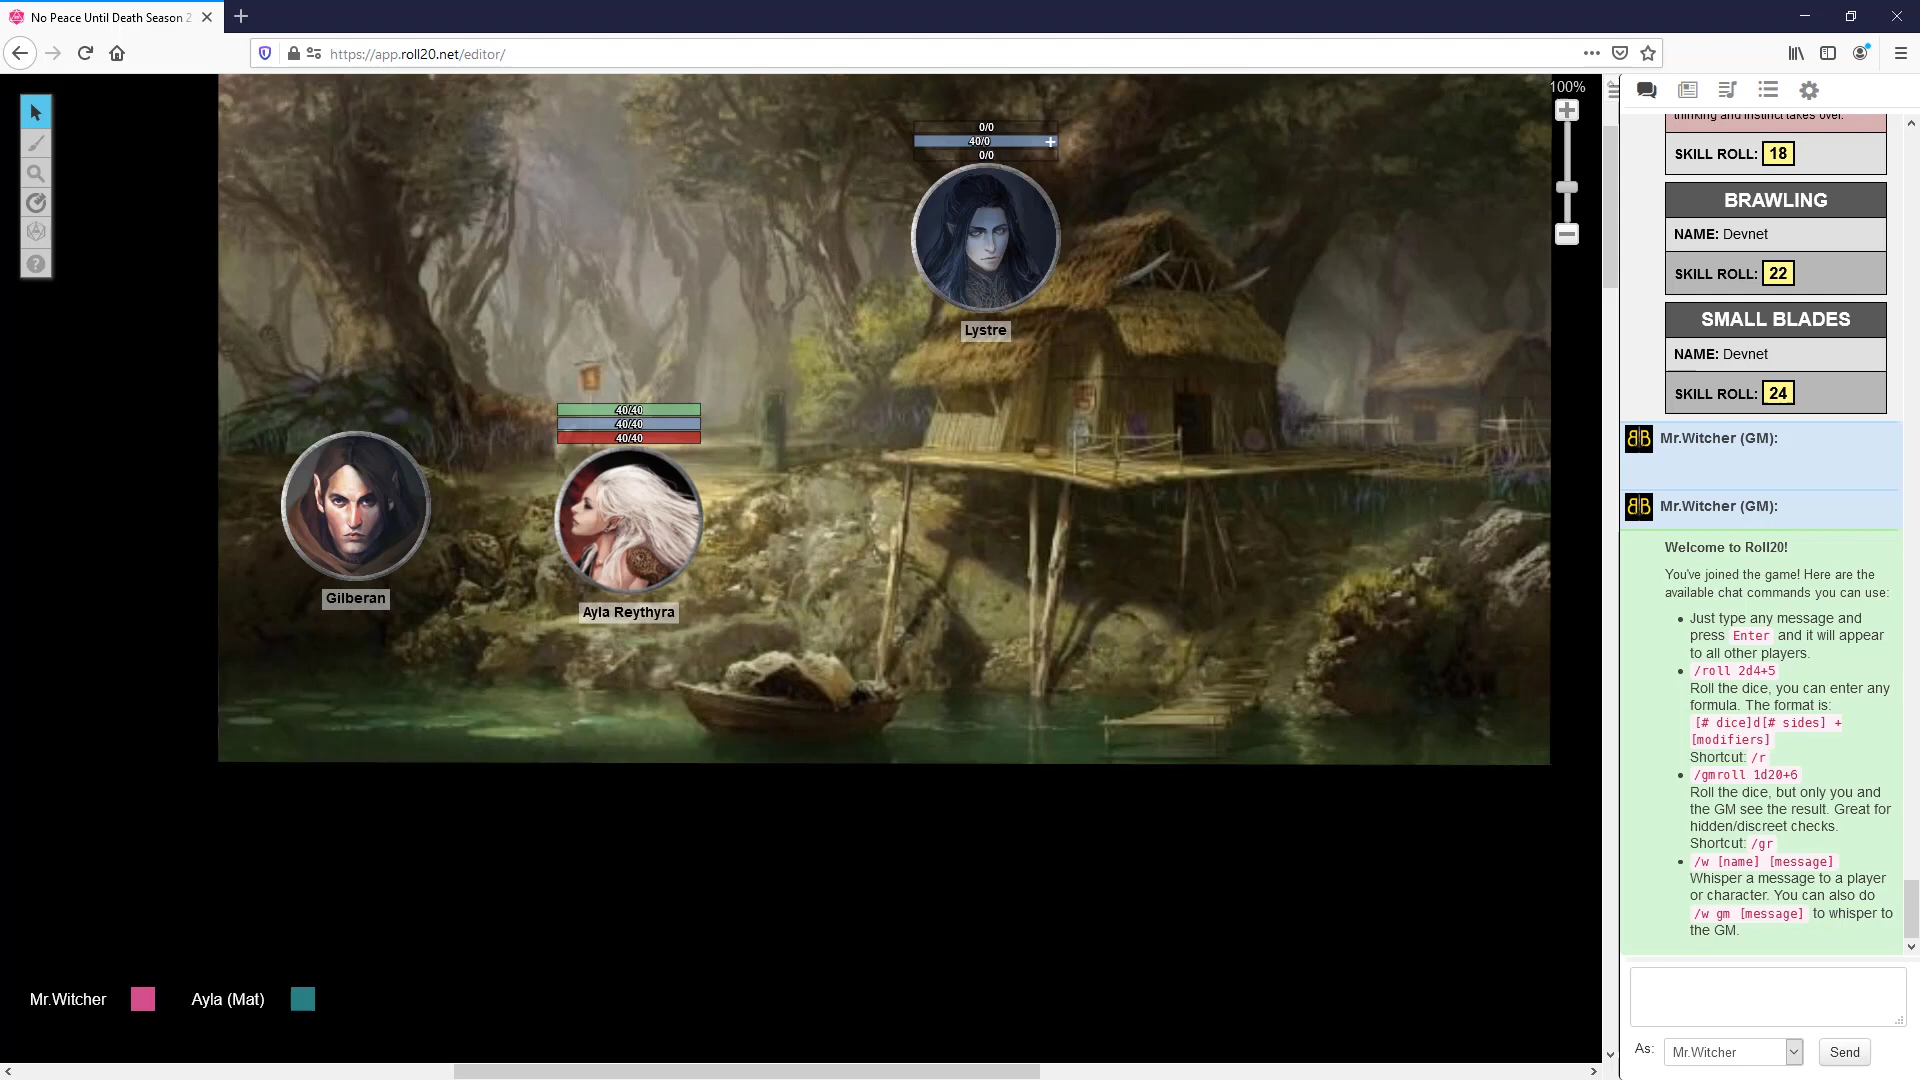 No Peace Until Death Season 2
https://app.roll20.net/editor/
100%
0/0
40/0
0/0
Lystre
40/40
40/40
40/40
Gilberan
Ayla Reythyra
Mr.Witcher
Ayla (Mat)
thinking and instinct takes over.
SKILL ROLL: 18
BRAWLING
NAME: Devnet
SKILL ROLL: 22
SMALL BLADES
NAME: Devnet
SKILL ROLL: 24
Mr.Witcher (GM):
Mr.Witcher (GM):
Welcome to Roll20!
You've joined the game! Here are the
available chat commands you can use:
Just type any message and
press Enter and it will appear
to all other players.
/roll 2d4+5
Roll the dice, you can enter any
formula. The format is:
[# dice]d[# sides] +
[modifiers]
Shortcut: /r
/gmroll 1d20+6
Roll the dice, but only you and
the GM see the result. Great for
hidden/discreet checks.
Shortcut: /gr
/w [name] [message]
Whisper a message to a player
or character. You can also do
/w gm [message] to whisper to
the GM.
As: Mr.Witcher Send